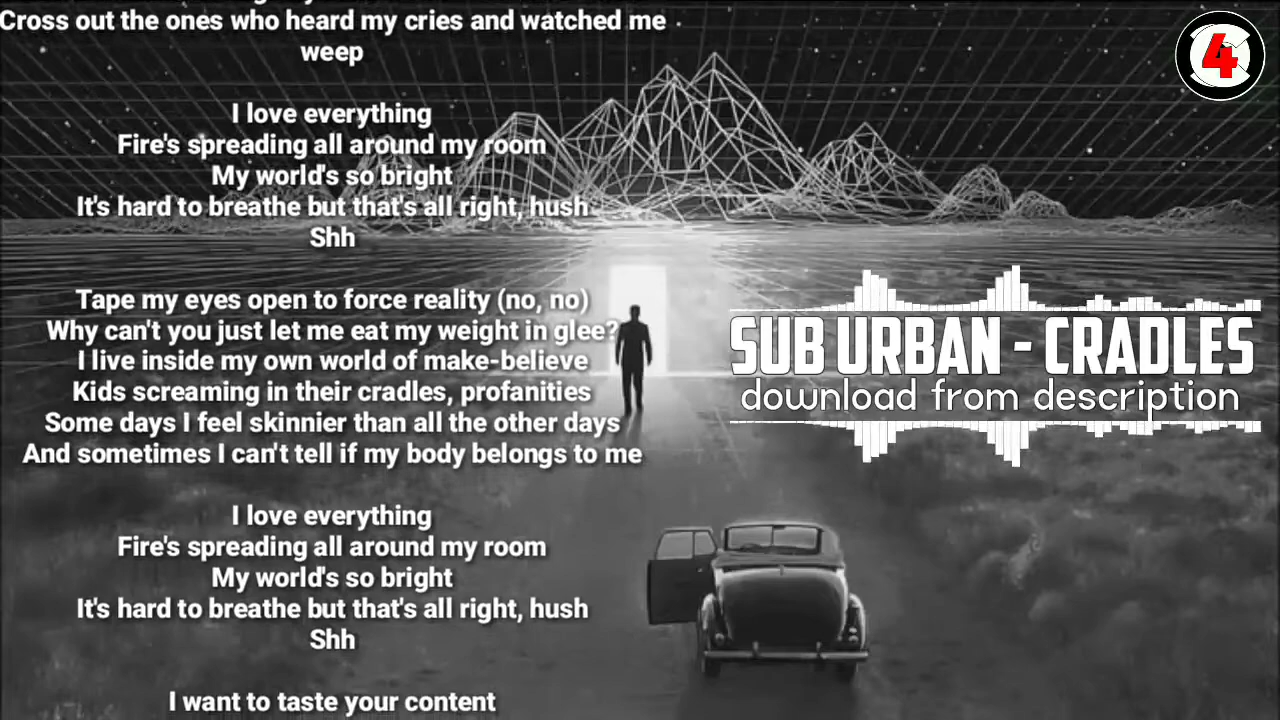 Cross out the ones who heard my cries and watched me
weep
I love everything
Fire's spreading all around my room
My world's so bright
It's hard to breathe but that's all right, hush
Shh
Tape my eyes open to force reality (no, no)
Why can't you just let me eat my weight in glee?
I live inside my own world of make-believe
Kids screaming in their cradles, profanities
Some days I feel skinnier than all the other days
And sometimes I can't tell if my body belongs to me
I love everything
Fire's spreading all around my room
My world's so bright
It's hard to breathe but that's all right, hush
Shh
I want to taste your content
4
SUB URBAN - CRADLES
download from description